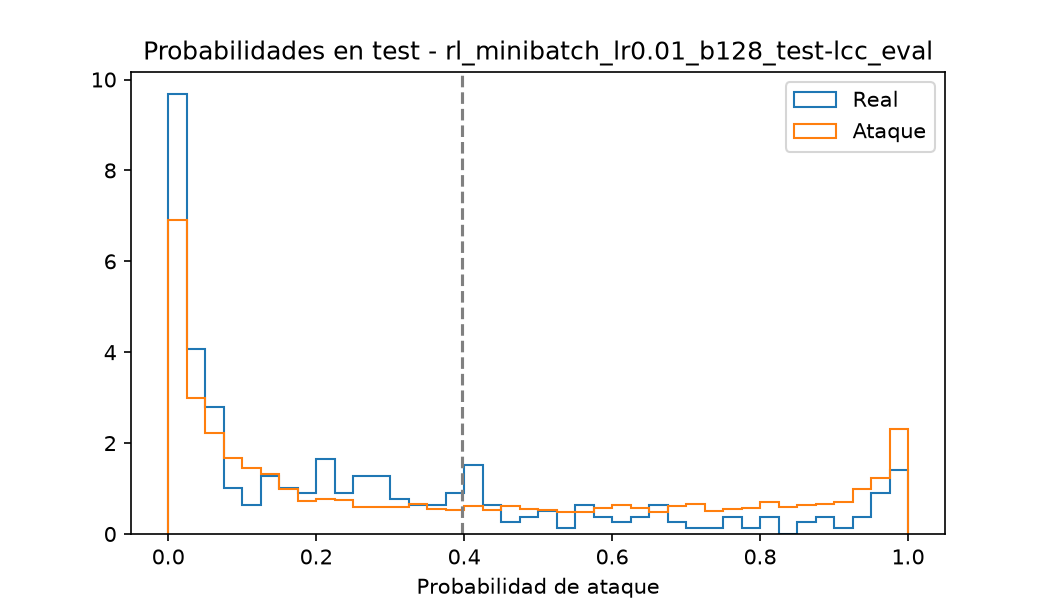 Probabilidades en test - rl_minibatch_lr0.01_b128_test-lcc_eval
10
8
6
4
2
0
Real
Ataque
0.0 0.2 0.4 0.6 0.8 1.0
Probabilidad de ataque